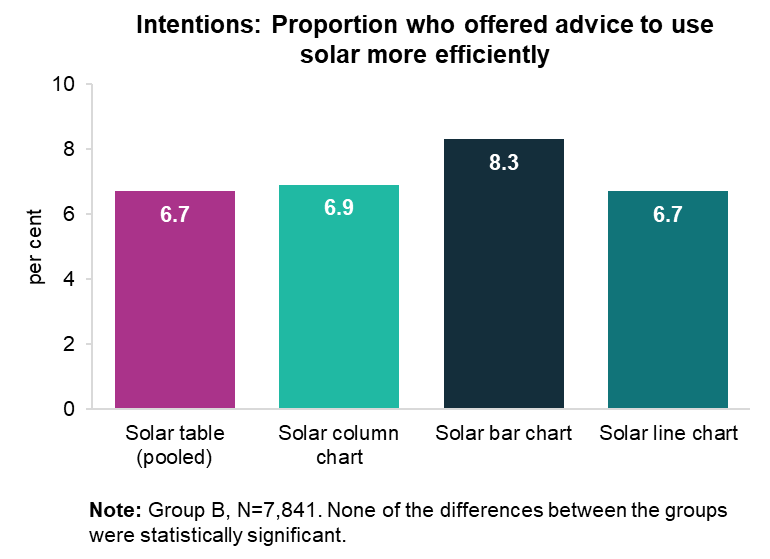 Intentions: Proportion who offered advice to use
solar more efficiently
10
8
6
4
2
0
per cent
6.7
6.9
8.3
6.7
Solar table
(pooled)
Solar column
chart
Solar bar chart
Solar line chart
Note: Group B, N=7,841. None of the differences between the groups
were statistically significant.